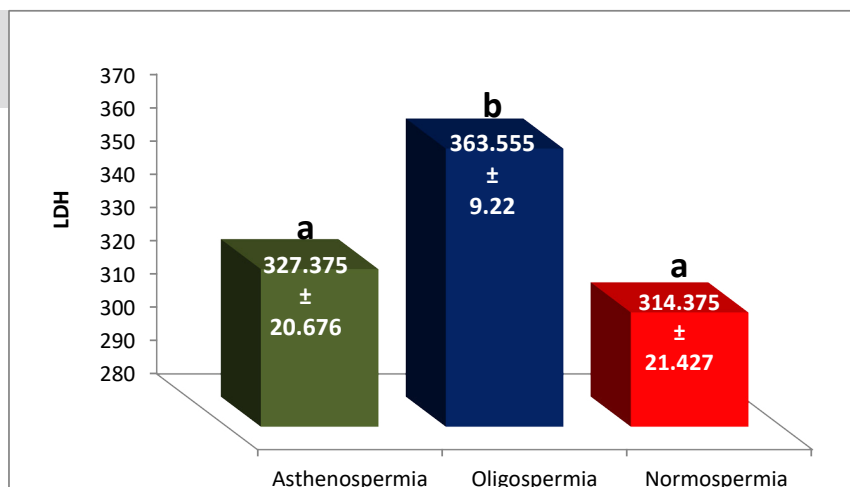 370
360
350
340
330
320
310
300
290
280
LDH
a
327.375
±
20.676
b
363.555
±
9.22
a
314.375
±
21.427
Asthenospermia
Oligospermia
Normospermia